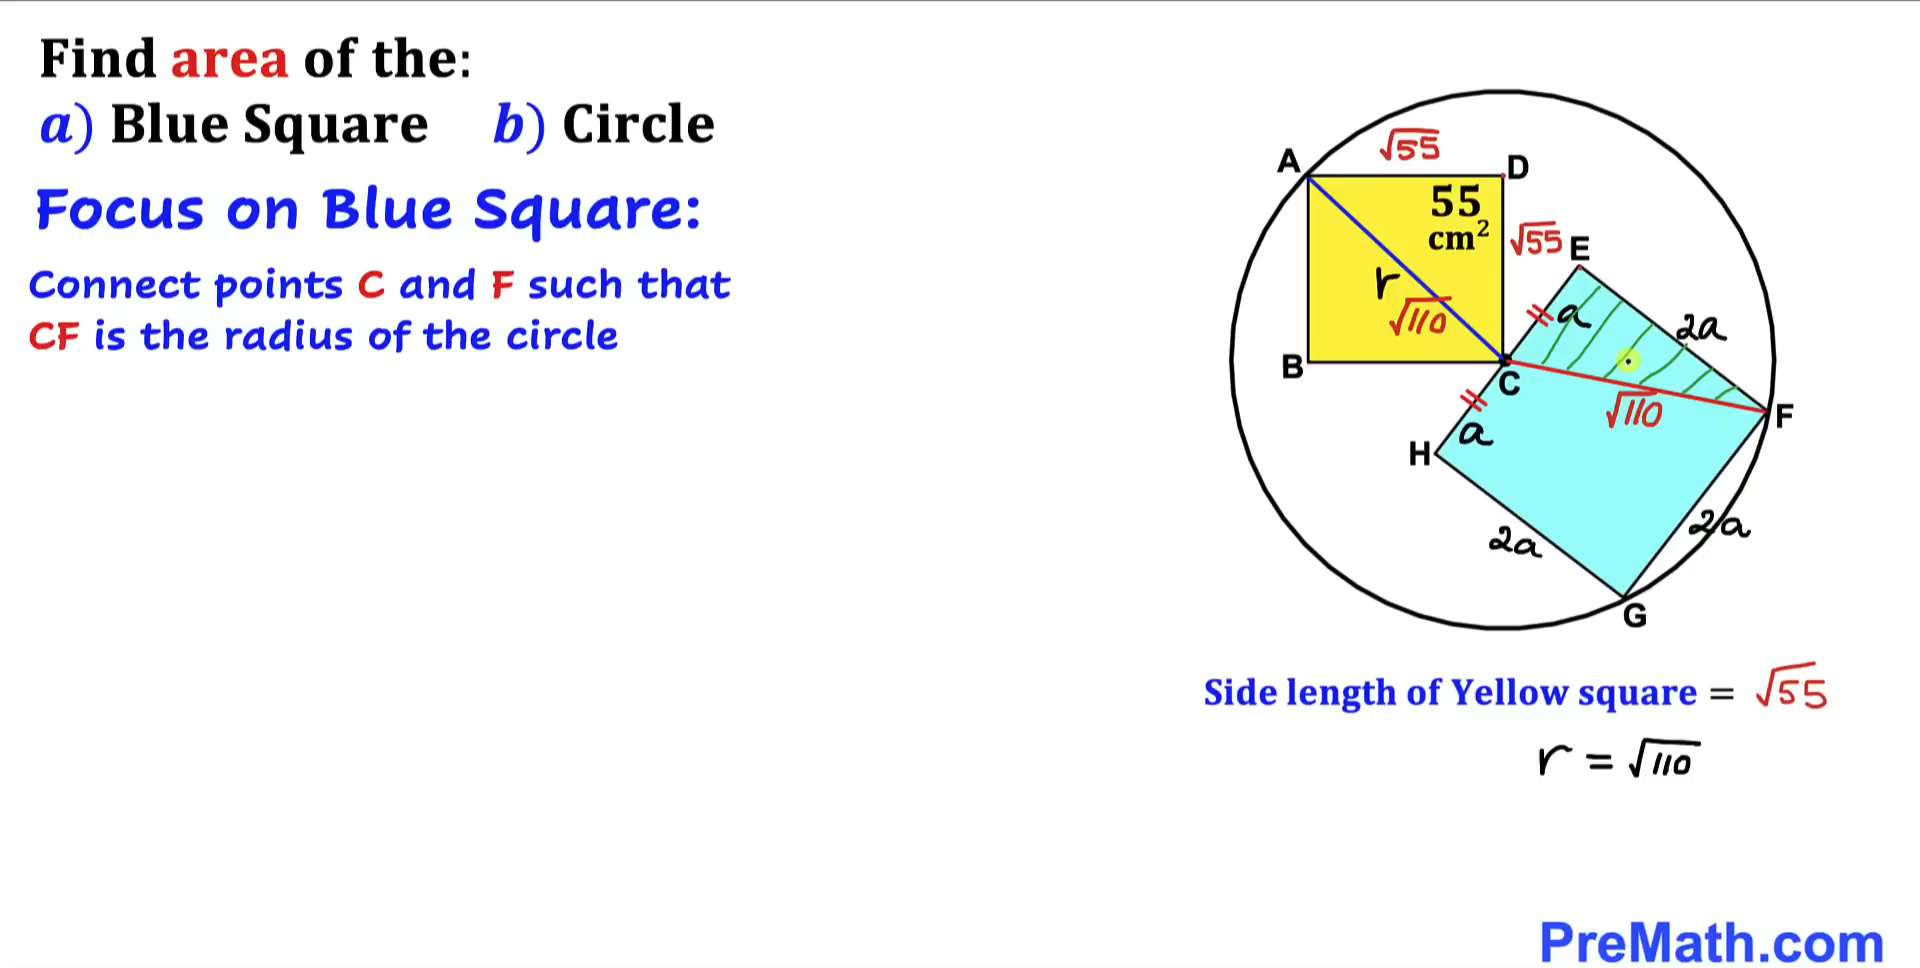 Find area of the:
a) Blue Square b) Circle
Focus on Blue Square:
Connect points C and F such that
CF is the radius of the circle
√55
A
D
55
cm²
√55
E
r
√110
a
2a
B
C
√110
F
a
H
2a
2a
G
Side length of Yellow square = √55
r = √110
PreMath.com